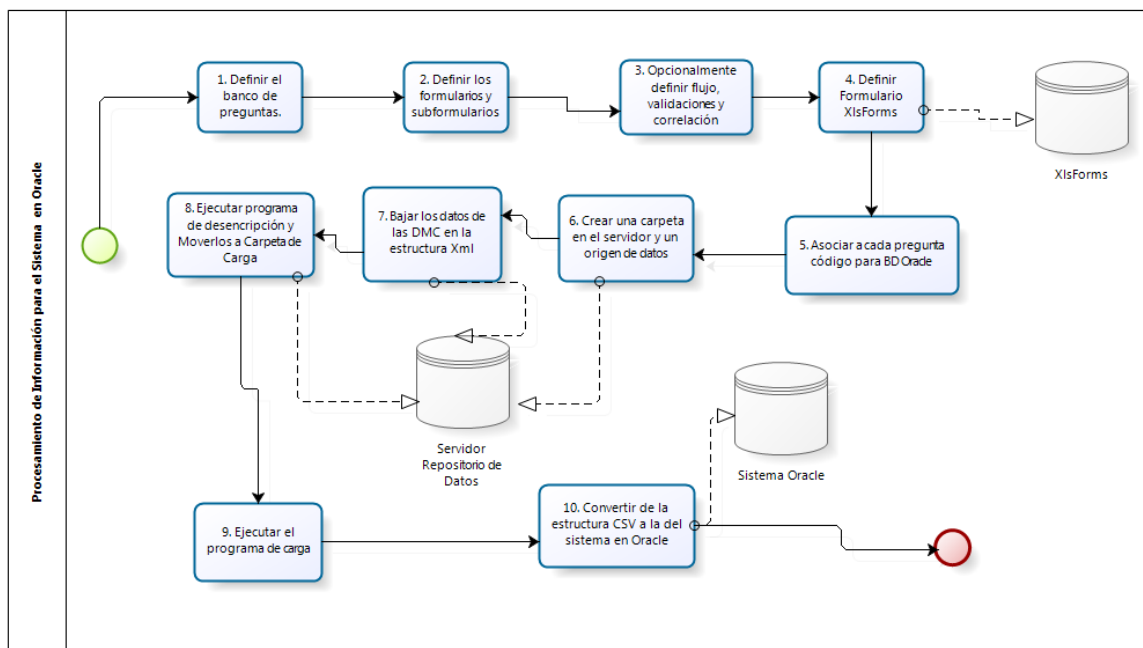 Procesamiento de Información para el Sistema en Oracle
1. Definir el
banco de
preguntas.
2. Definir los
formularios y
subformularios
3. Opcionalmente
definir flujo,
validaciones y
correlación
4. Definir
Formulario
XlsForms
XlsForms
8. Ejecutar programa
de desencripción y
Moverlos a Carpeta de
Carga
7. Bajar los datos de
las DMC en la
estructura Xml
6. Crear una carpeta
en el servidor y un
origen de datos
5. Asociar a cada pregunta
código para BD Oracle
Servidor
Repositorio de
Datos
Sistema Oracle
9. Ejecutar el
programa de carga
10. Convertir de la
estructura CSV a la del
sistema en Oracle